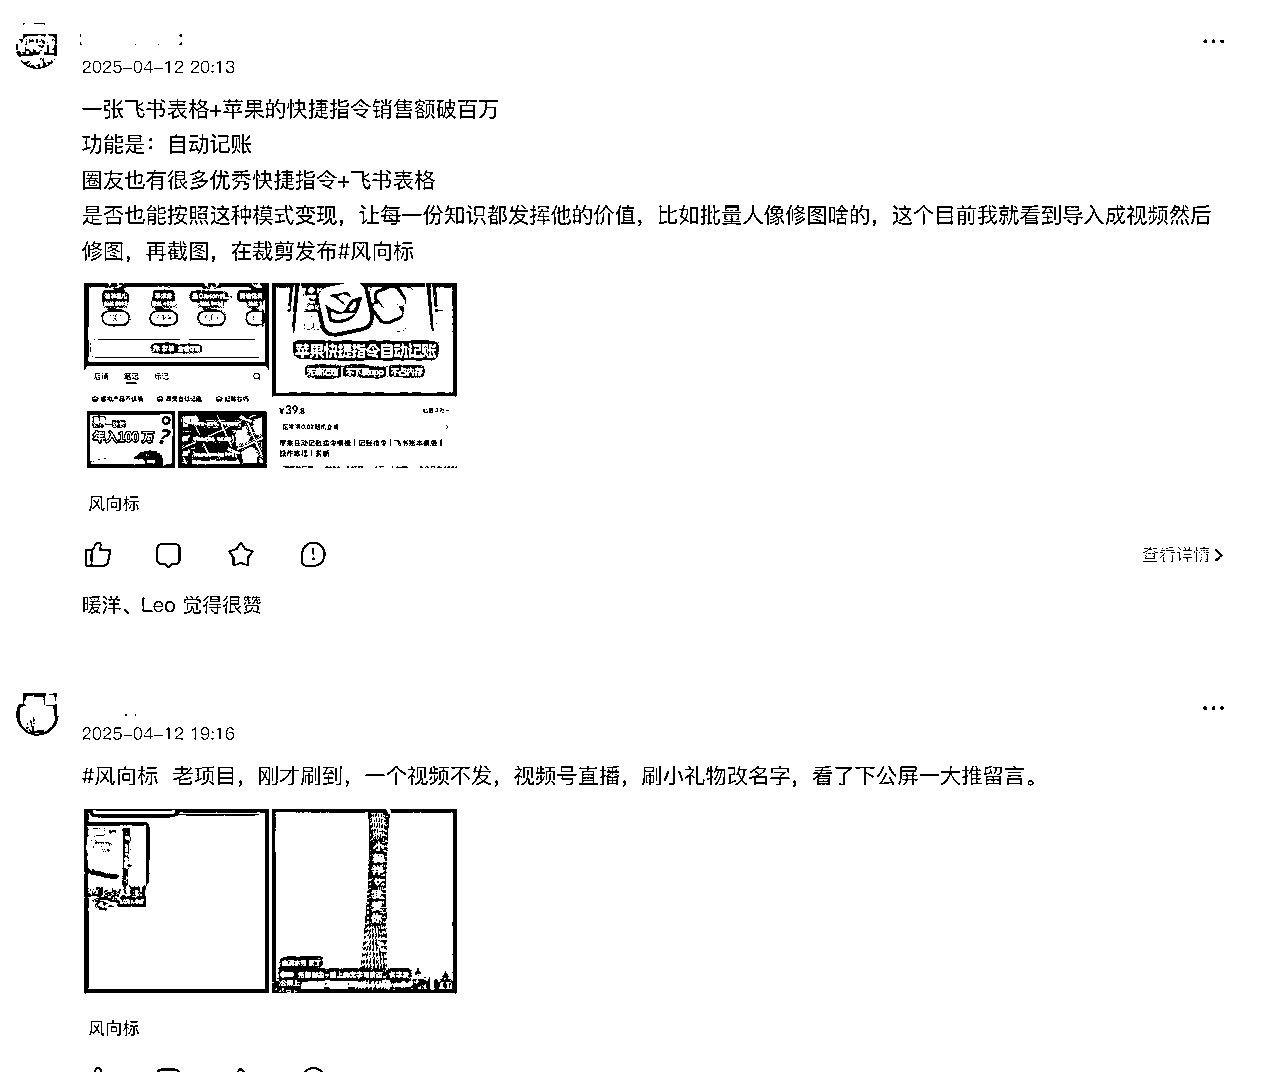 2025-04-12 20:13
一张飞书表格+苹果的快捷指令销售额破百万
功能是：自动记账
圈友也有很多优秀快捷指令+飞书表格
是否也能按照这种模式变现，让每一份知识都发挥他的价值，比如批量人像修图啥的，这个目前我就看到导入成视频然后
修图，再截图，在裁剪发布#风向标
苹果快捷指令自动记账
店铺 笔记 标记
¥39.8
年入100万？
风向标
查看详情
暖洋、Leo 觉得很赞
2025-04-12 19:16
#风向标 老项目，刚才刷到，一个视频不发，视频号直播，刷小礼物改名字，看了下公屏一大推留言。
风向标